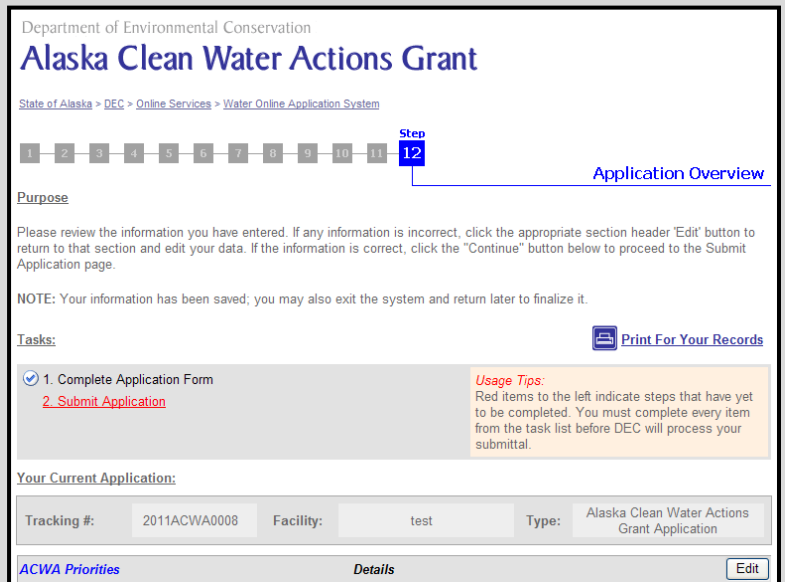 Department of Environmental Conservation
Alaska Clean Water Actions Grant
State of Alaska > DEC > Online Services > Water Online Application System
Step
1 2 3 4 5 6 7 8 9 10 11 12
Application Overview
Purpose
Please review the information you have entered. If any information is incorrect, click the appropriate section header 'Edit' button to
return to that section and edit your data. If the information is correct, click the "Continue" button below to proceed to the Submit
Application page.
NOTE: Your information has been saved; you may also exit the system and return later to finalize it.
Tasks:
Print For Your Records
1. Complete Application Form
2. Submit Application
Usage Tips:
Red items to the left indicate steps that have yet
to be completed. You must complete every item
from the task list before DEC will process your
submittal.
Your Current Application:
Tracking #: 2011ACWA0008 Facility: test Type: Alaska Clean Water Actions
Grant Application
ACWA Priorities Details Edit